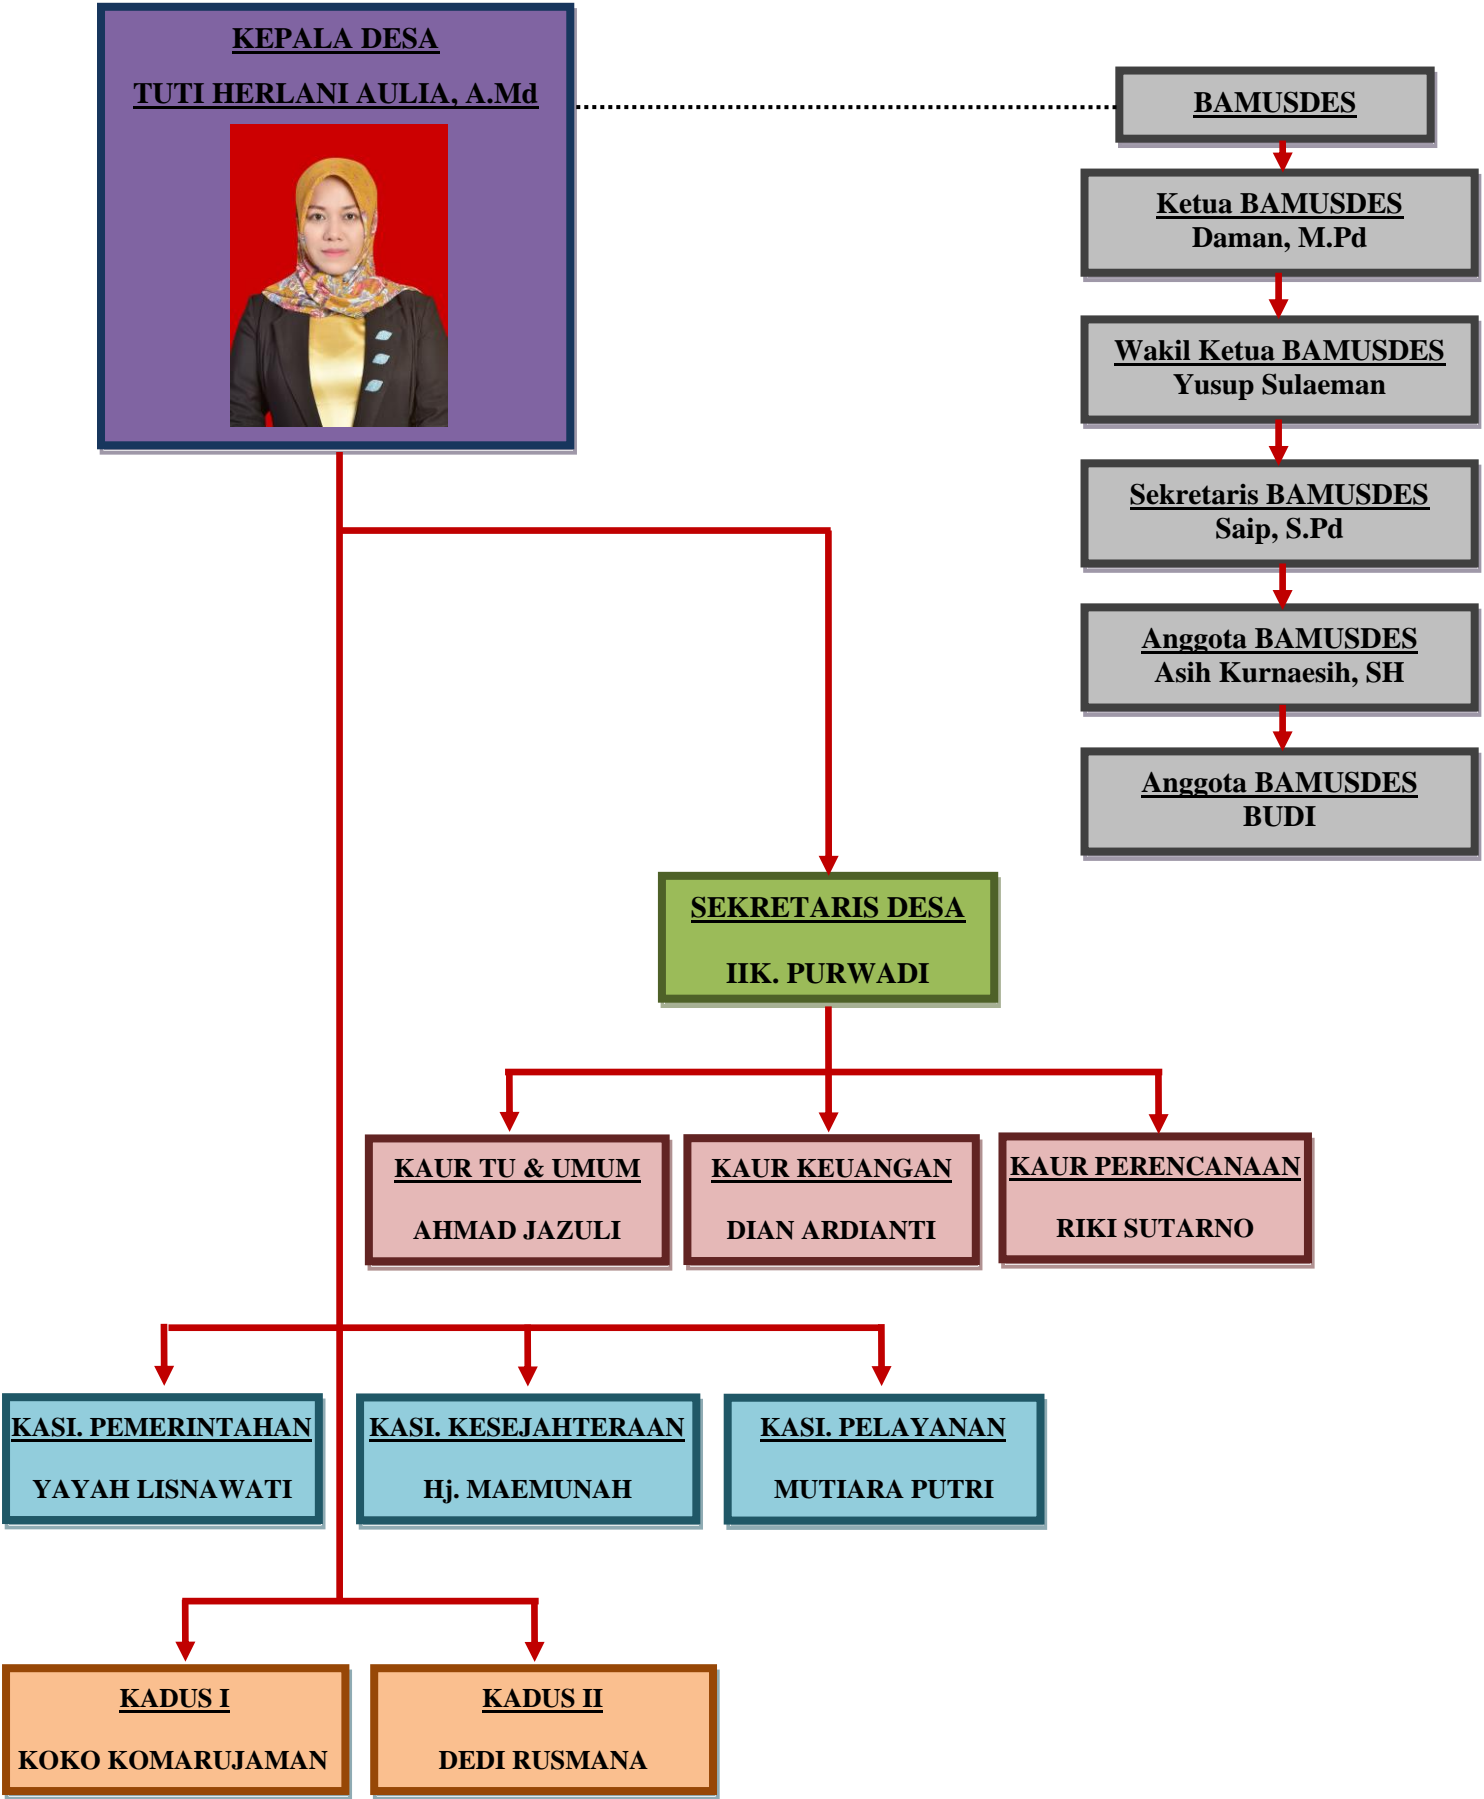 KEPALA DESA
TUTI HERLANI AULIA, A.Md
BAMUSDES
Ketua BAMUSDES
Daman, M.Pd
Wakil Ketua BAMUSDES
Yusup Sulaeman
Sekretaris BAMUSDES
Saip, S.Pd
Anggota BAMUSDES
Asih Kurnaesih, SH
Anggota BAMUSDES
BUDI
SEKRETARIS DESA
IIK. PURWADI
KAUR TU & UMUM
AHMAD JAZULI
KAUR KEUANGAN
DIAN ARDIANTI
KAUR PERENCANAAN
RIKI SUTARNO
KASI. PEMERINTAHAN
YAYAH LISNAWATI
KASI. KESEJAHTERAAN
Hj. MAEMUNAH
KASI. PELAYANAN
MUTIARA PUTRI
KADUS I
KOKO KOMARUJAMAN
KADUS II
DEDI RUSMANA